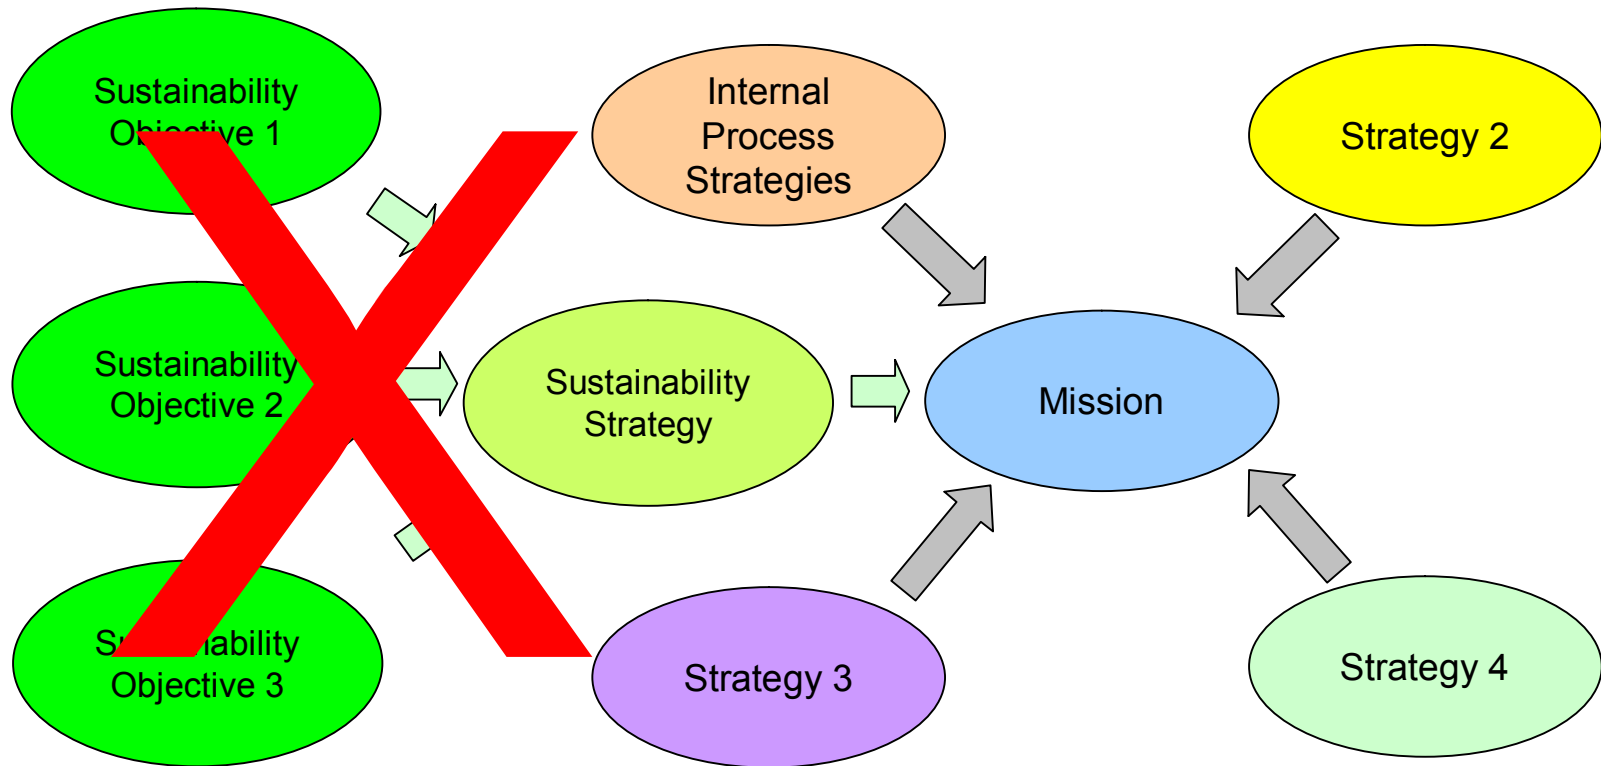 Sustainability
Objective 1
Internal
Process
Strategies
Strategy 2
Sustainability
Objective 2
Sustainability
Strategy
Mission
Sustainability
Objective 3
Strategy 3
Strategy 4